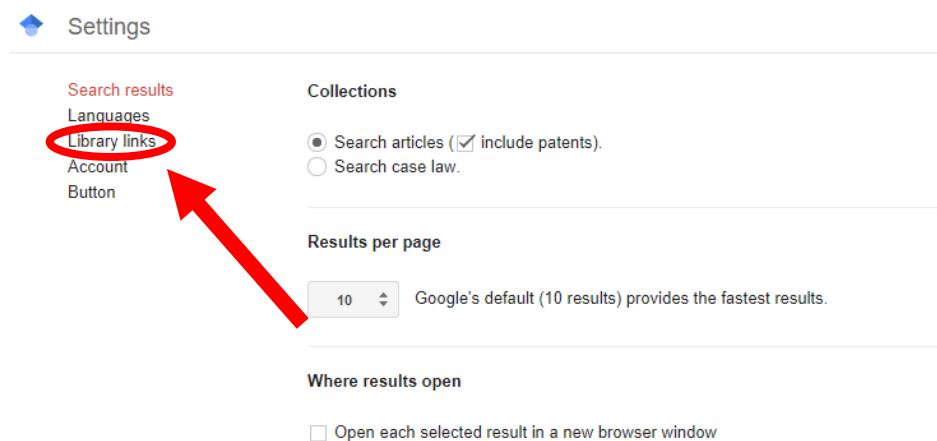 Settings
Search results
Languages
Library links
Account
Button
Collections
Search articles (include patents).
Search case law.
Results per page
10 Google's default (10 results) provides the fastest results.
Where results open
Open each selected result in a new browser window